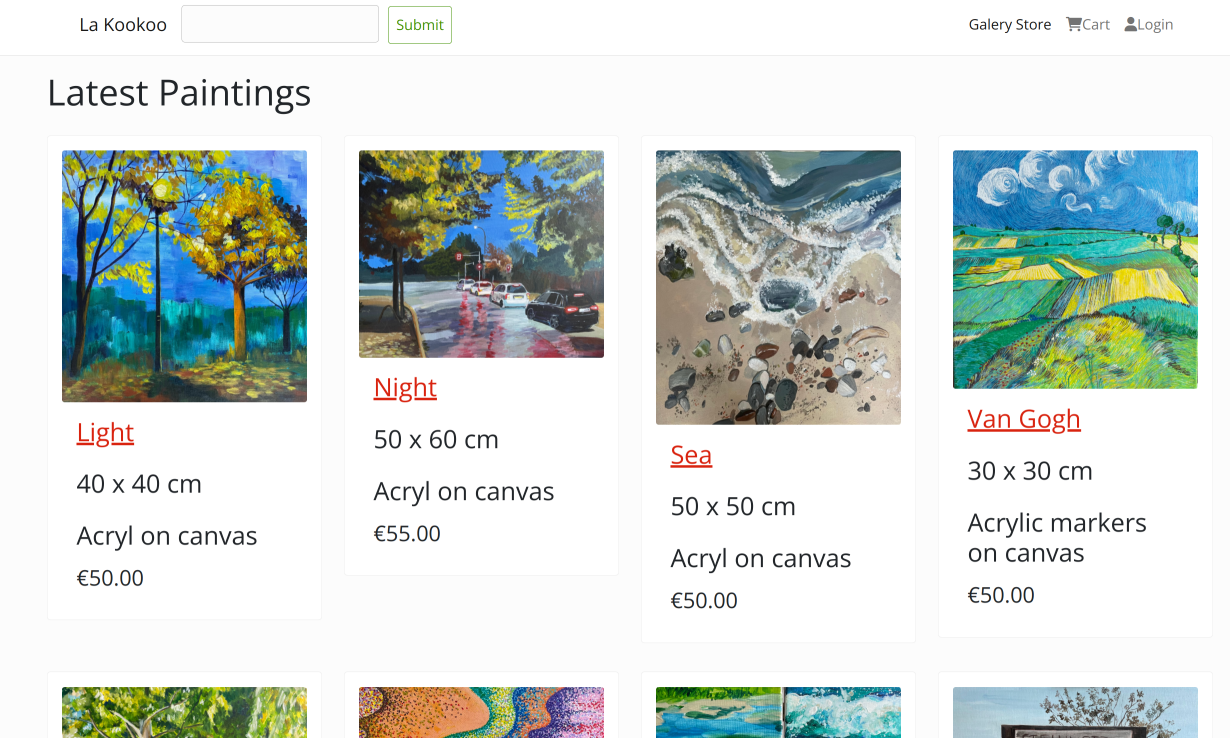 La Kookoo
Submit
Galery Store
Cart
Login
Latest Paintings
Light
40 x 40 cm
Acryl on canvas
€50.00
Night
50 x 60 cm
Acryl on canvas
€55.00
Sea
50 x 50 cm
Acryl on canvas
€50.00
Van Gogh
30 x 30 cm
Acrylic markers
on canvas
€50.00